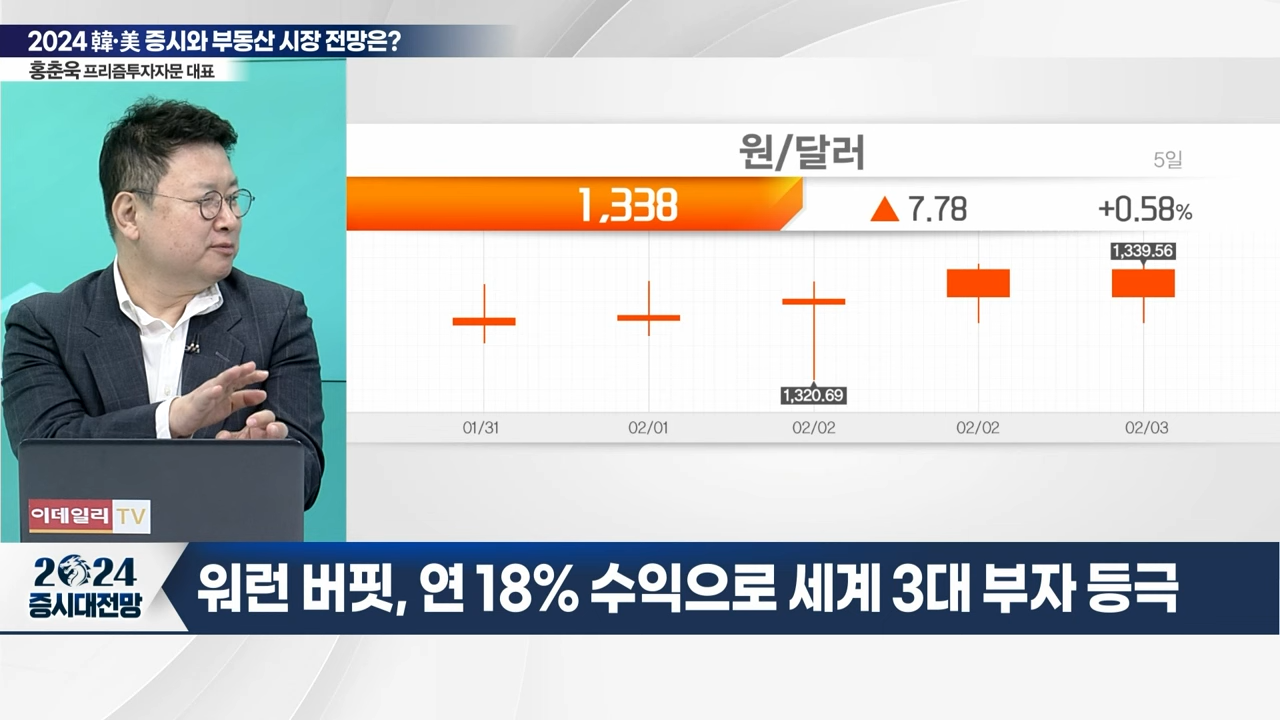 2024 韓·美 증시와 부동산 시장 전망은?
홍춘욱 프리즘투자자문 대표
원/달러
5일
1,338 ▲ 7.78 +0.58%
1,339.56
1,320.69
01/31 02/01 02/02 02/02 02/03
이데일리 TV
2024
증시대전망
워런 버핏, 연 18% 수익으로 세계 3대 부자 등극